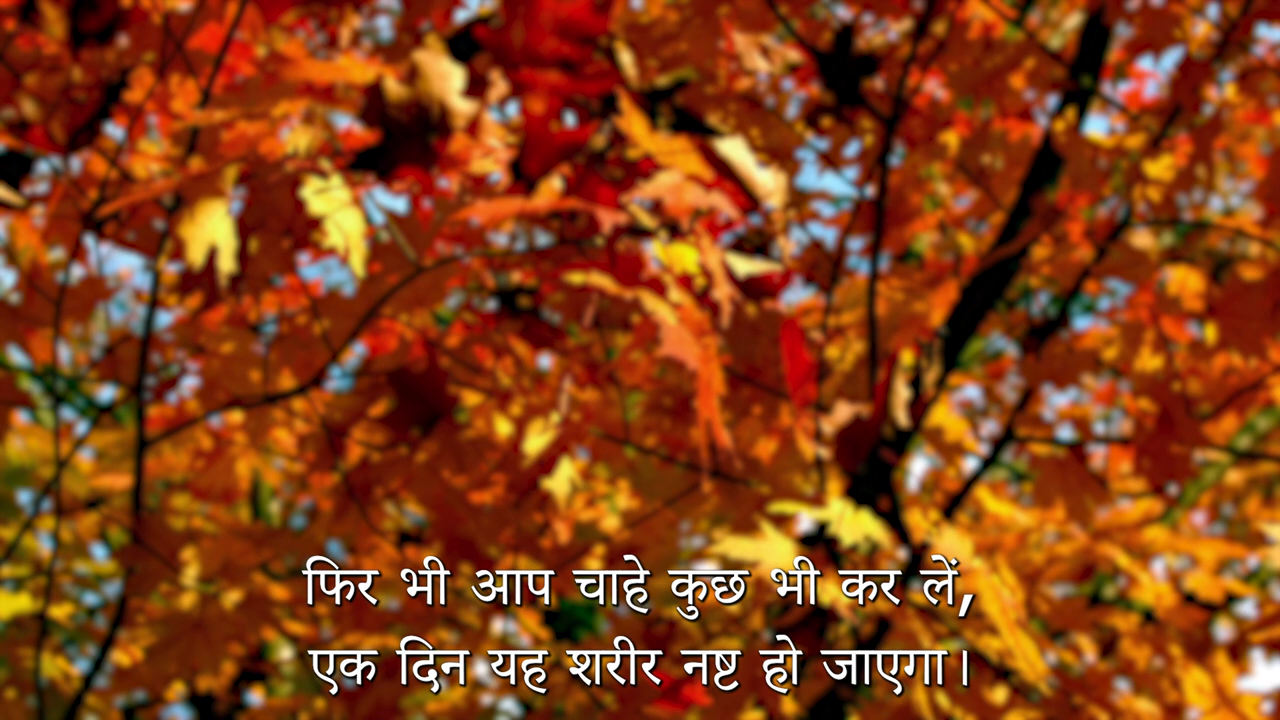 फिर भी आप चाहे कुछ भी कर लें,
एक दिन यह शरीर नष्ट हो जाएगा।